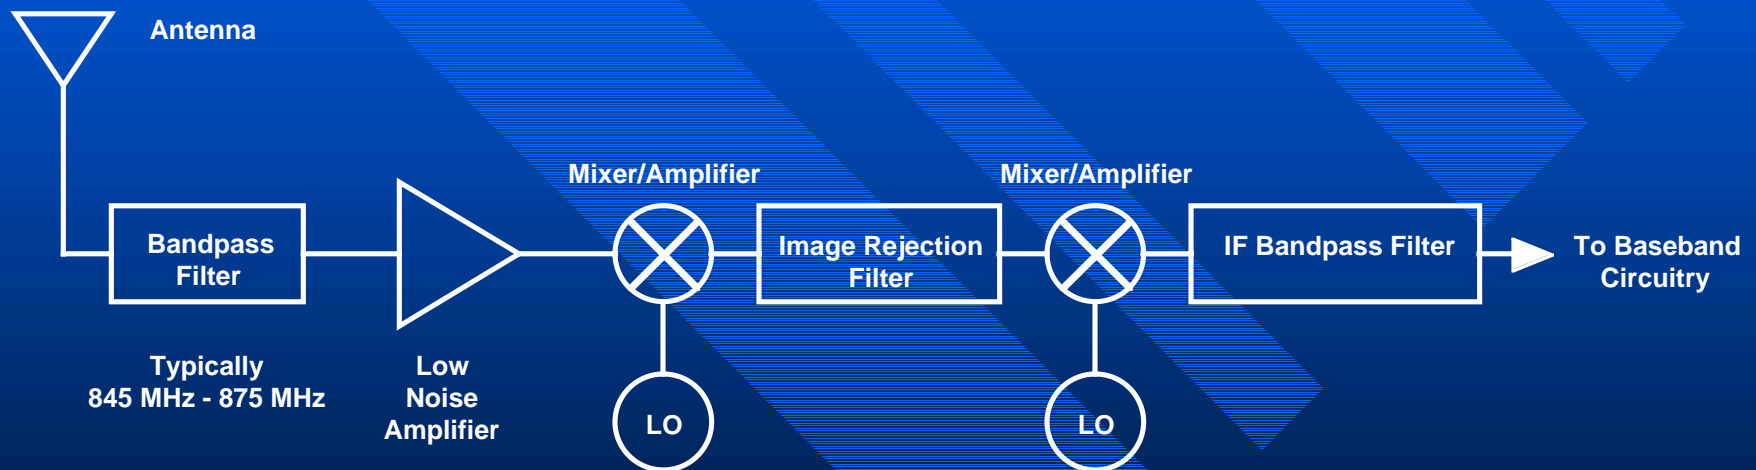 Antenna
Mixer/Amplifier
Mixer/Amplifier
Bandpass
Filter
Image Rejection
Filter
IF Bandpass Filter
To Baseband
Circuitry
Typically
845 MHz - 875 MHz
Low
Noise
Amplifier
LO
LO